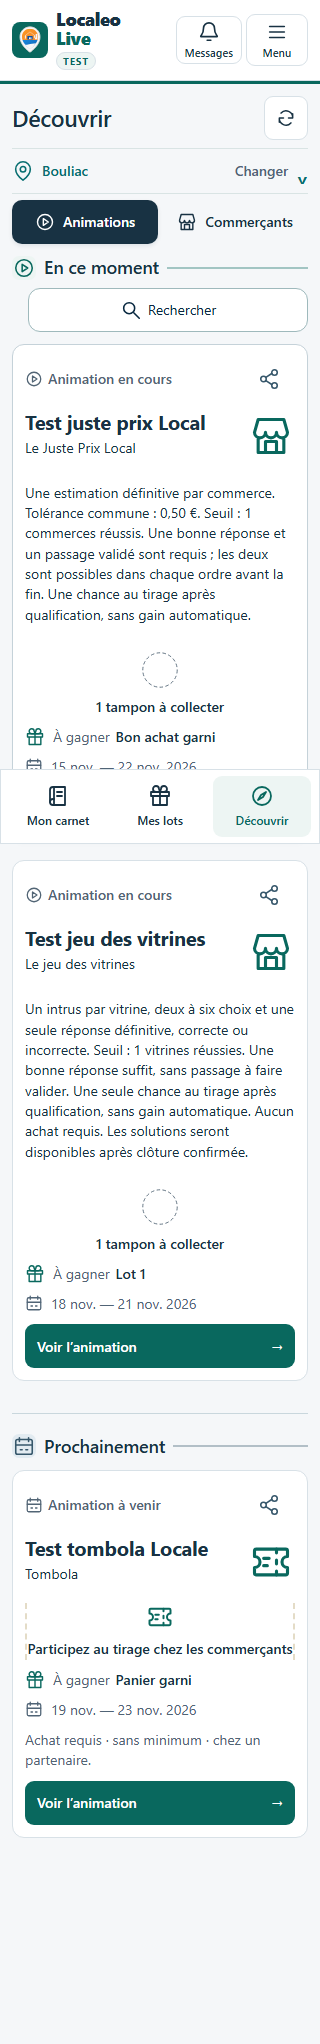 Localeo
Live
TEST
Messages
Menu
Découvrir
Bouliac
Changer
Animations
Commerçants
En ce moment
Rechercher
Animation en cours
Test juste prix Local
Le Juste Prix Local
Une estimation définitive par commerce.
Tolérance commune : 0,50 €. Seuil : 1
commerces réussis. Une bonne réponse et
un passage validé sont requis ; les deux
sont possibles dans chaque ordre avant la
fin. Une chance au tirage après
qualification, sans gain automatique.
1 tampon à collecter
À gagner Bon achat garni
15 nov. — 22 nov. 2026
Mon carnet
Mes lots
Découvrir
Animation en cours
Test jeu des vitrines
Le jeu des vitrines
Un intrus par vitrine, deux à six choix et une
seule réponse définitive, correcte ou
incorrecte. Seuil : 1 vitrines réussies. Une
bonne réponse suffit, sans passage à faire
valider. Une seule chance au tirage après
qualification, sans gain automatique. Aucun
achat requis. Les solutions seront
disponibles après clôture confirmée.
1 tampon à collecter
À gagner Lot 1
18 nov. — 21 nov. 2026
Voir l’animation →
Prochainement
Animation à venir
Test tombola Locale
Tombola
Participez au tirage chez les commerçants
À gagner Panier garni
19 nov. — 23 nov. 2026
Achat requis · sans minimum · chez un
partenaire.
Voir l’animation →